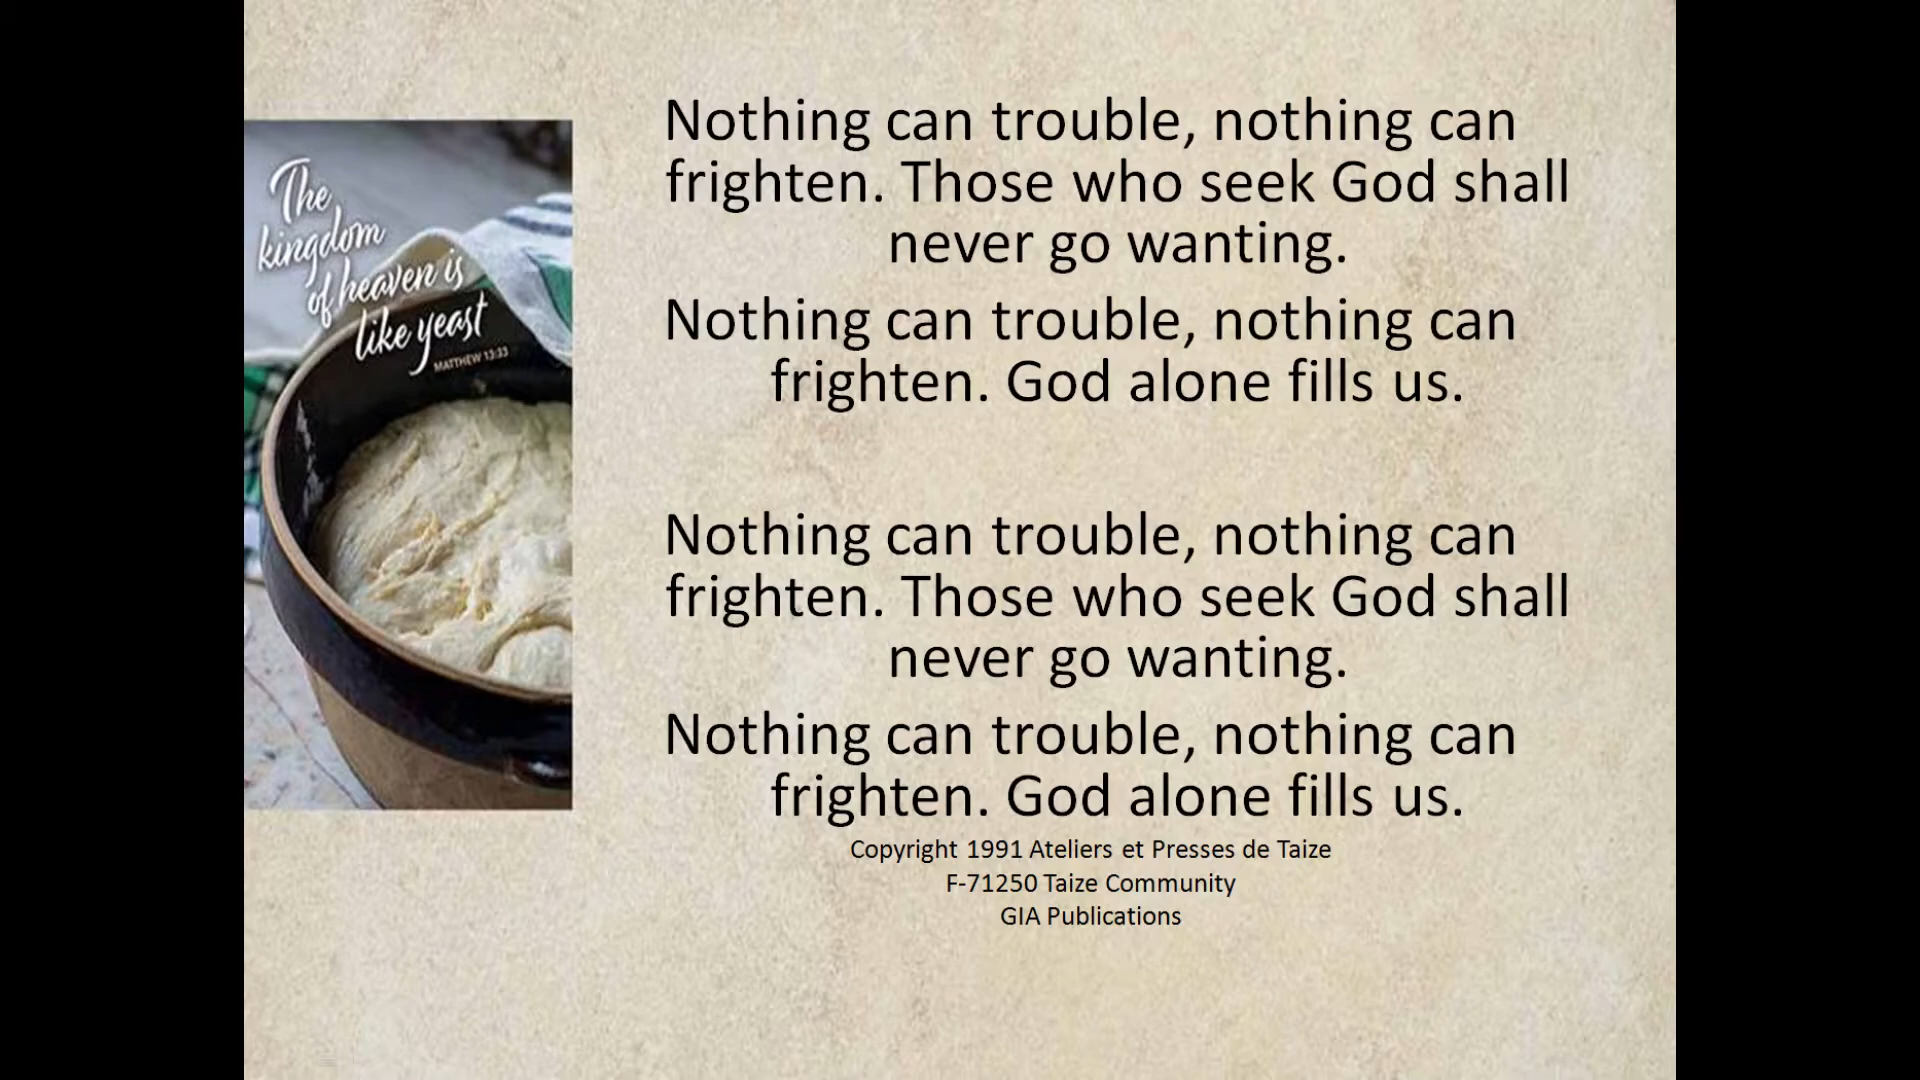 The
kingdom
of heaven is
like yeast
MATTHEW 13:33
Nothing can trouble, nothing can
frighten. Those who seek God shall
never go wanting.
Nothing can trouble, nothing can
frighten. God alone fills us.
Nothing can trouble, nothing can
frighten. Those who seek God shall
never go wanting.
Nothing can trouble, nothing can
frighten. God alone fills us.
Copyright 1991 Ateliers et Presses de Taize
F-71250 Taize Community
GIA Publications